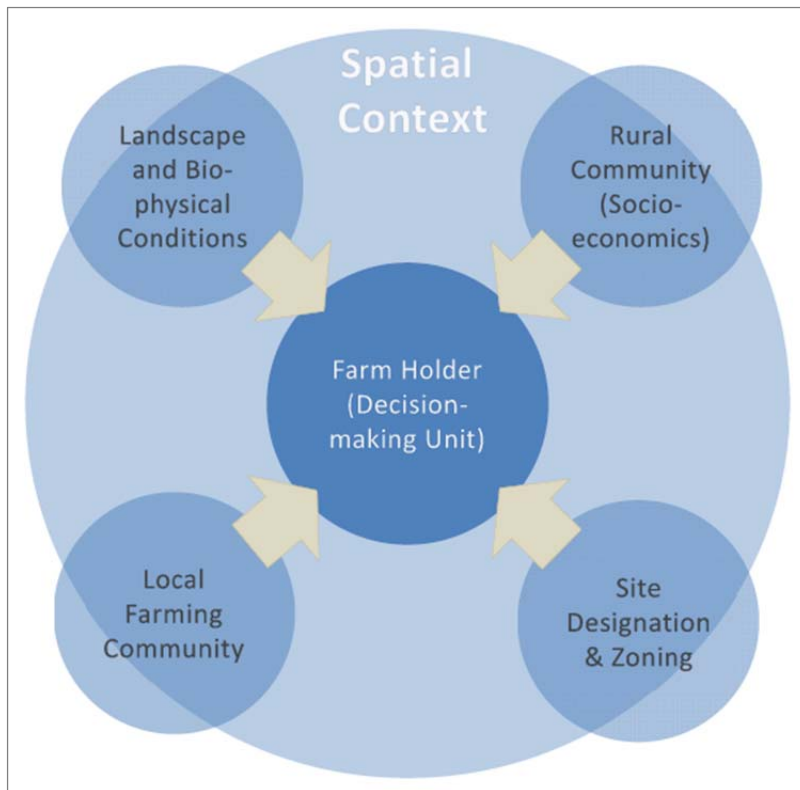 Spatial
Context
Landscape
and Bio-
physical
Conditions
Rural
Community
(Socio-
economics)
Farm Holder
(Decision-
making Unit)
Local
Farming
Community
Site
Designation
& Zoning